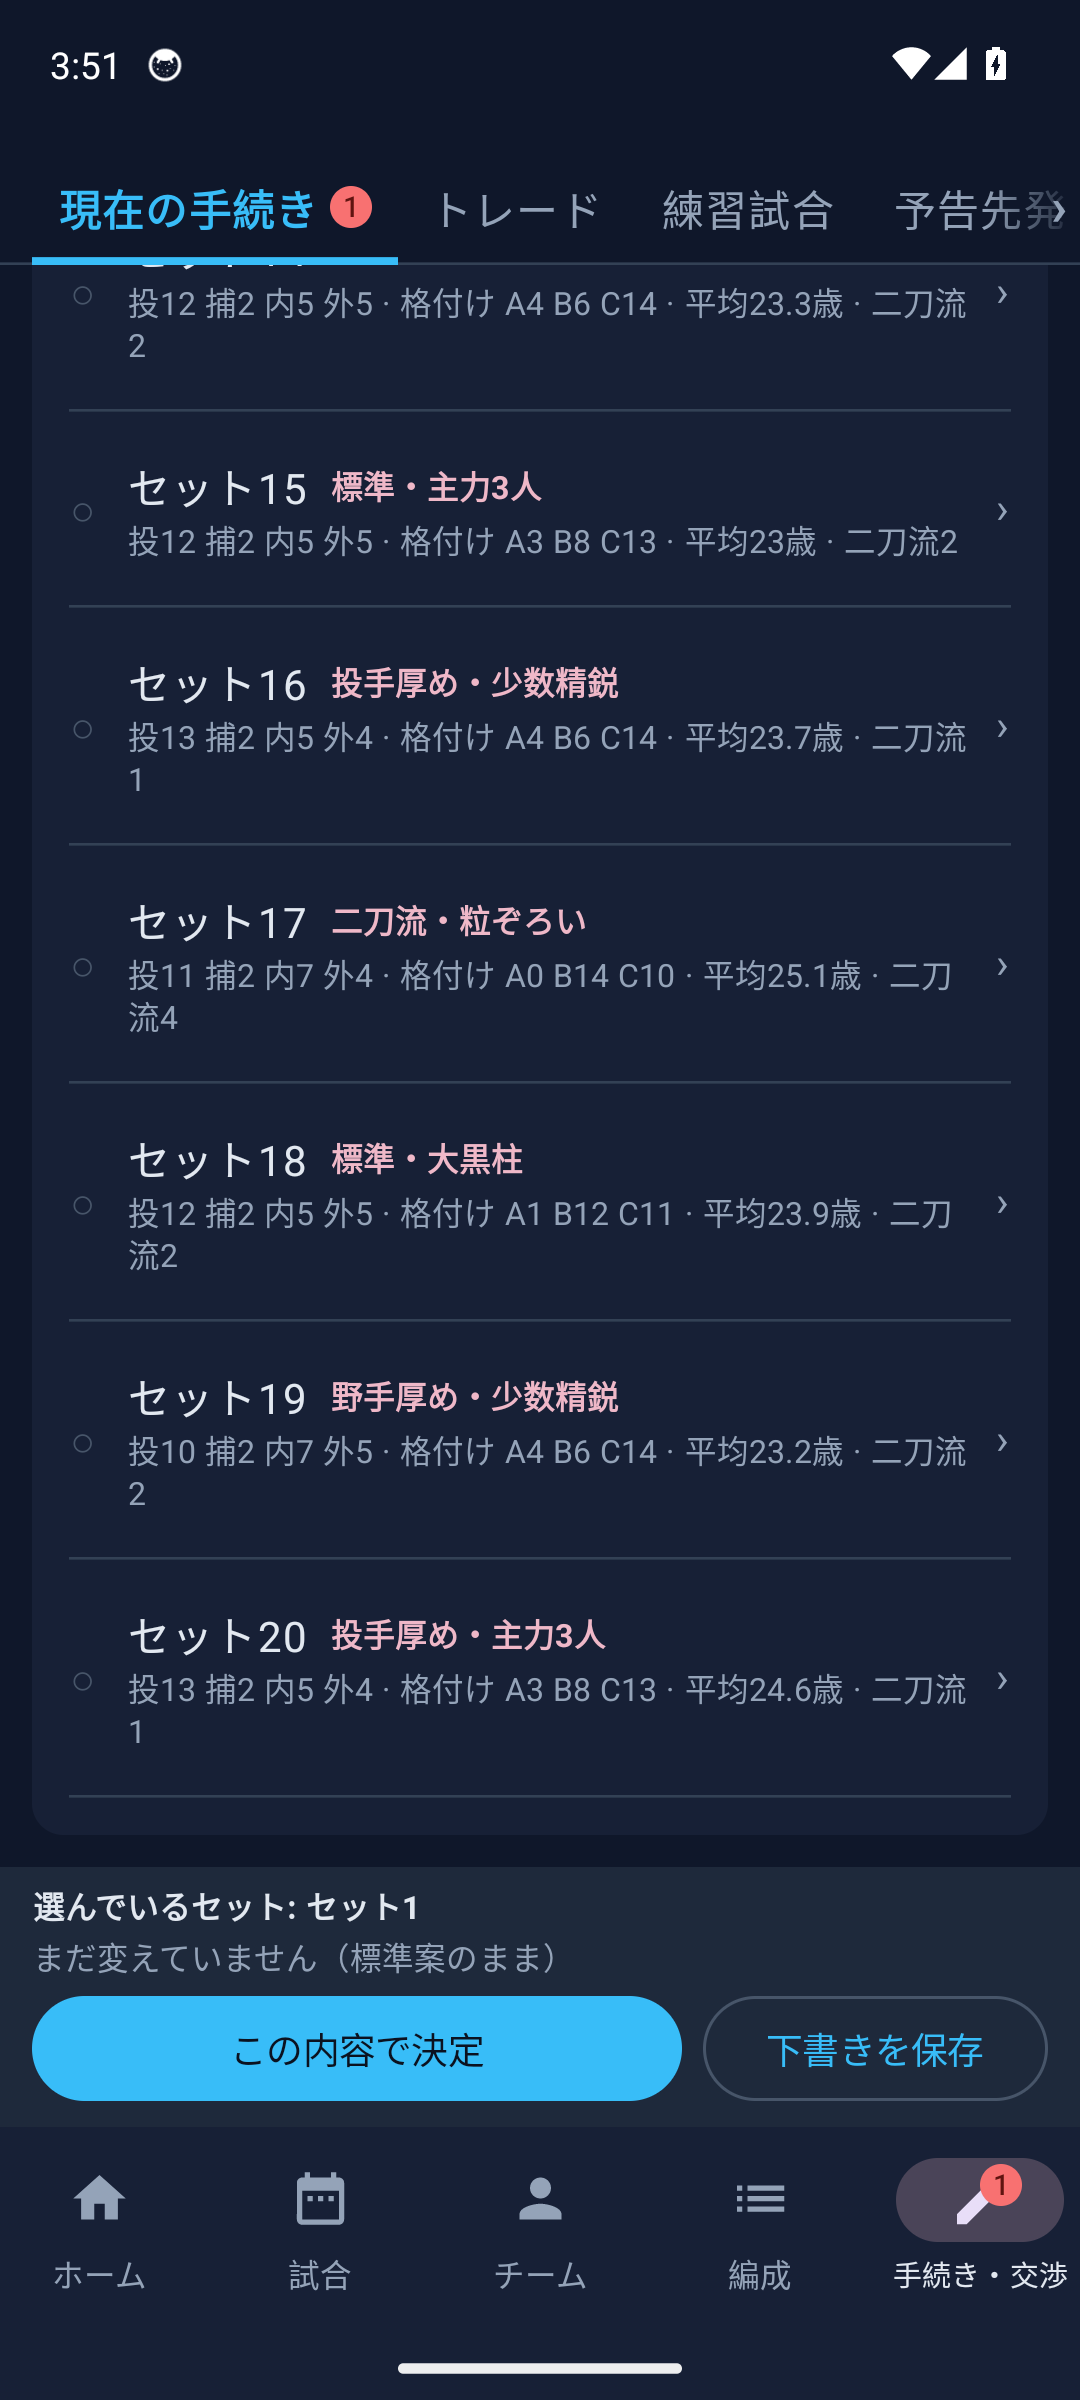 3:51
現在の手続き 1 トレード 練習試合 予告先発 ›
投12 捕2 内5 外5 · 格付け A4 B6 C14 · 平均23.3歳 · 二刀流
2
セット15 標準・主力3人
投12 捕2 内5 外5 · 格付け A3 B8 C13 · 平均23歳 · 二刀流2
セット16 投手厚め・少数精鋭
投13 捕2 内5 外4 · 格付け A4 B6 C14 · 平均23.7歳 · 二刀流
1
セット17 二刀流・粒ぞろい
投11 捕2 内7 外4 · 格付け A0 B14 C10 · 平均25.1歳 · 二刀
流4
セット18 標準・大黒柱
投12 捕2 内5 外5 · 格付け A1 B12 C11 · 平均23.9歳 · 二刀
流2
セット19 野手厚め・少数精鋭
投10 捕2 内7 外5 · 格付け A4 B6 C14 · 平均23.2歳 · 二刀流
2
セット20 投手厚め・主力3人
投13 捕2 内5 外4 · 格付け A3 B8 C13 · 平均24.6歳 · 二刀流
1
選んでいるセット: セット1
まだ変えていません（標準案のまま）
この内容で決定 下書きを保存
1
ホーム 試合 チーム 編成 手続き・交渉